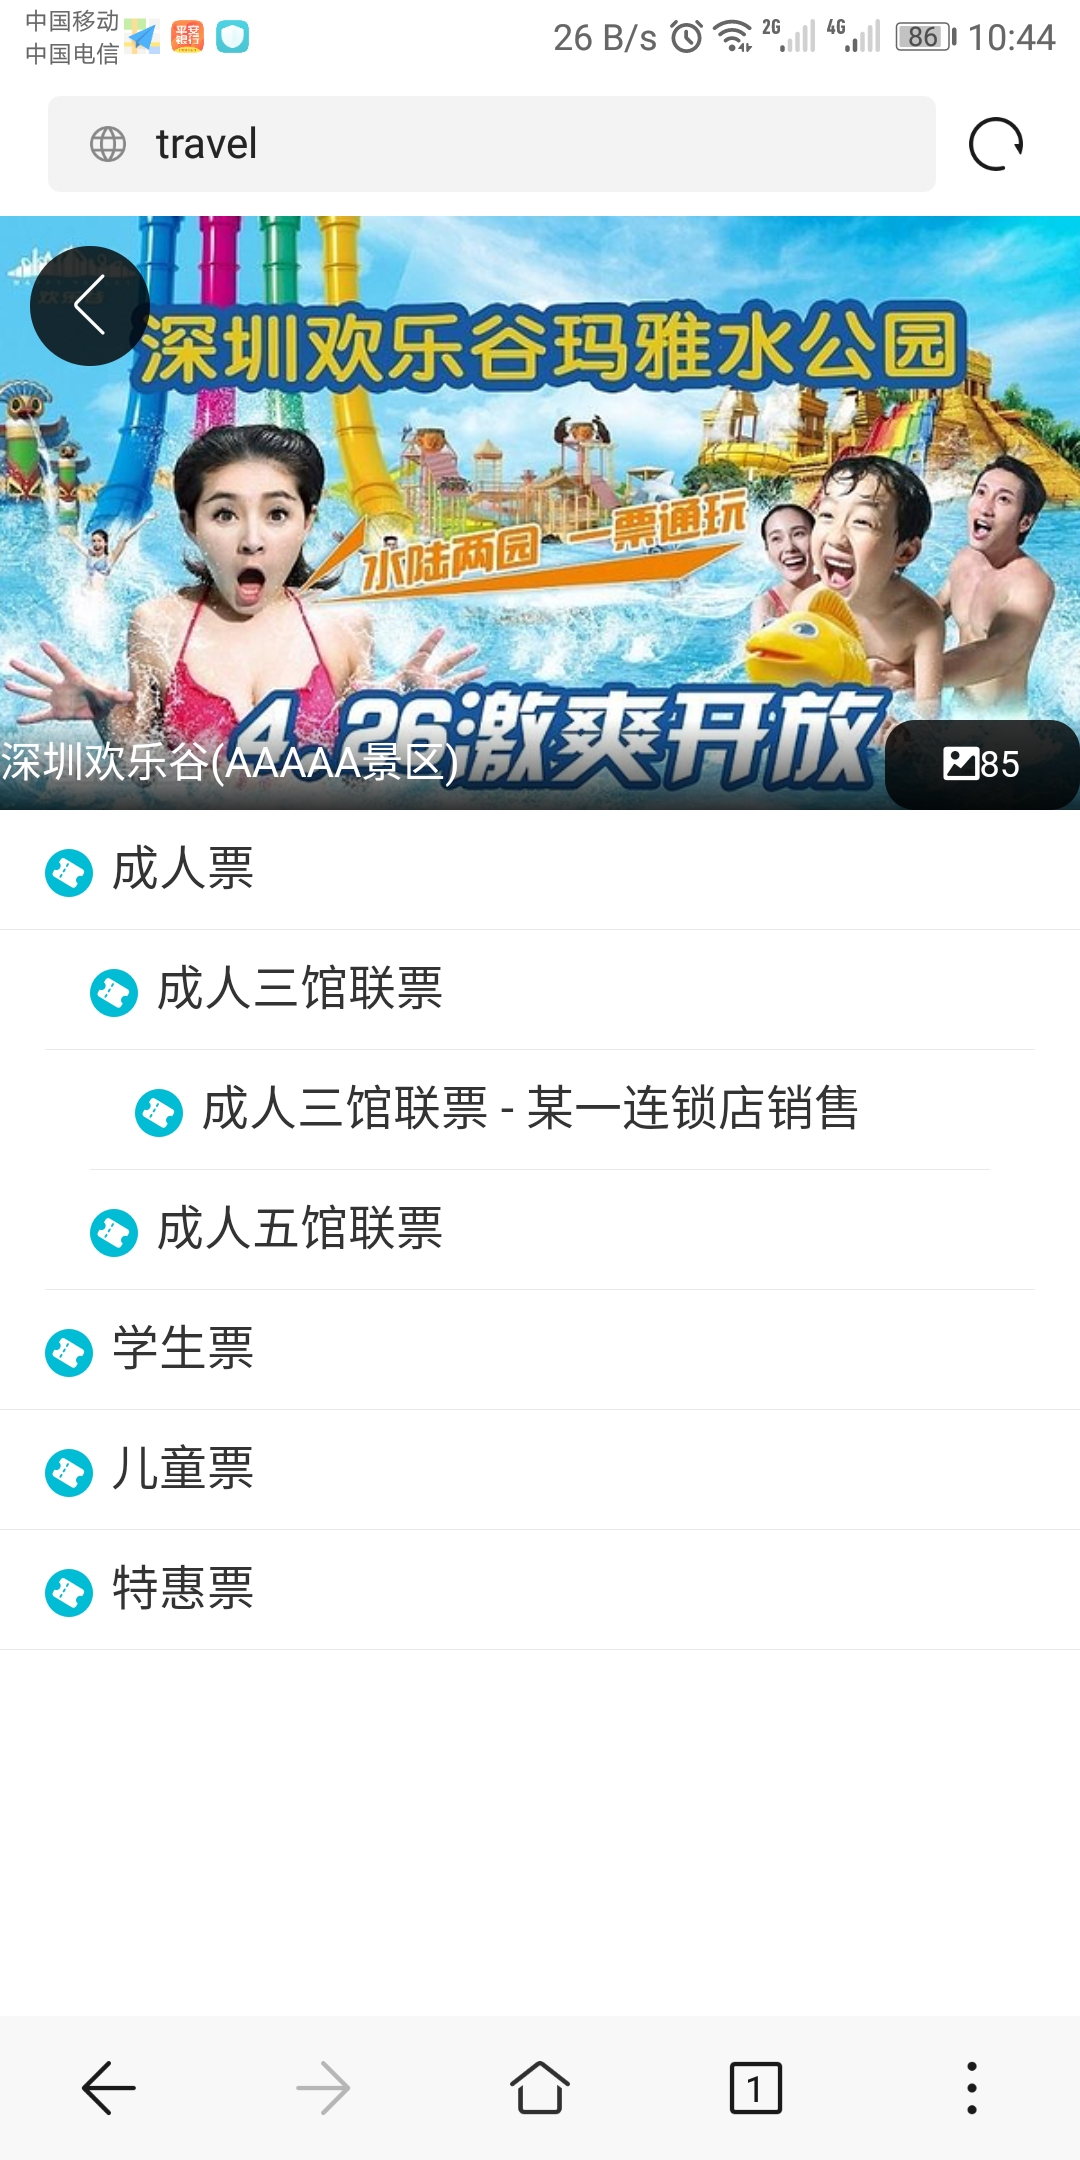 中国移动
中国电信
26 B/s
2G
4G
86
10:44
travel
深圳欢乐谷玛雅水公园
水陆两园 一票通玩
4 26激爽开放
深圳欢乐谷(AAAAA景区)
85
成人票
成人三馆联票
成人三馆联票 - 某一连锁店销售
成人五馆联票
学生票
儿童票
特惠票
1